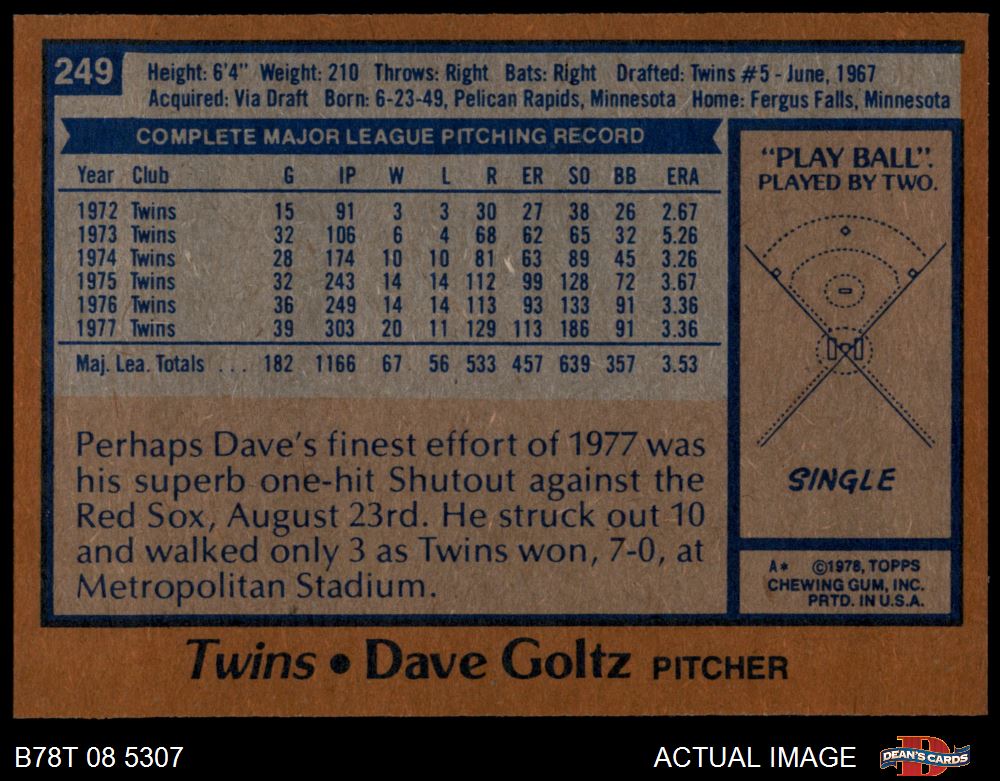 249
Height: 6'4" Weight: 210 Throws: Right Bats: Right Drafted: Twins #5 - June, 1967
Acquired: Via Draft Born: 6-23-49, Pelican Rapids, Minnesota Home: Fergus Falls, Minnesota
COMPLETE MAJOR LEAGUE PITCHING RECORD
Year Club G IP W L R ER SO BB ERA
1972 Twins 15 91 3 3 30 27 38 26 2.67
1973 Twins 32 106 6 4 68 62 65 32 5.26
1974 Twins 28 174 10 10 81 63 89 45 3.26
1975 Twins 32 243 14 14 112 99 128 72 3.67
1976 Twins 36 249 14 14 113 93 133 91 3.36
1977 Twins 39 303 20 11 129 113 186 91 3.36
Maj. Lea. Totals ... 182 1166 67 56 533 457 639 357 3.53
Perhaps Dave's finest effort of 1977 was
his superb one-hit Shutout against the
Red Sox, August 23rd. He struck out 10
and walked only 3 as Twins won, 7-0, at
Metropolitan Stadium.
"PLAY BALL".
PLAYED BY TWO.
SINGLE
A* ©1978, TOPPS
CHEWING GUM, INC.
PRTD. IN U.S.A.
Twins • Dave Goltz PITCHER
B78T 08 5307
ACTUAL IMAGE
DEAN'S CARDS